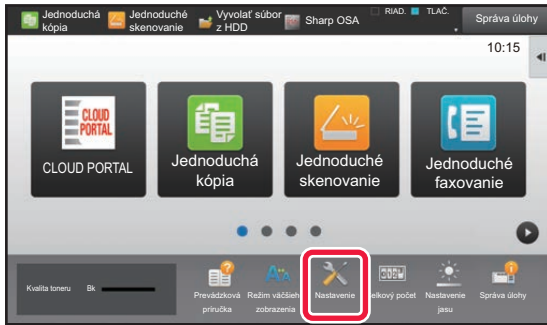 Jednoduchá kópia
Jednoduché skenovanie
Vyvolať súbor z HDD
Sharp OSA
RIAD.
TLAČ.
Správa úlohy
10:15
CLOUD PORTAL
CLOUD PORTAL
Jednoduchá kópia
Jednoduché skenovanie
Jednoduché faxovanie
Kvalita toneru
Bk
Prevádzková príručka
Režim väčšieh zobrazenia
Nastavenie
elkový počet
Nastavenie jasu
Správa úlohy